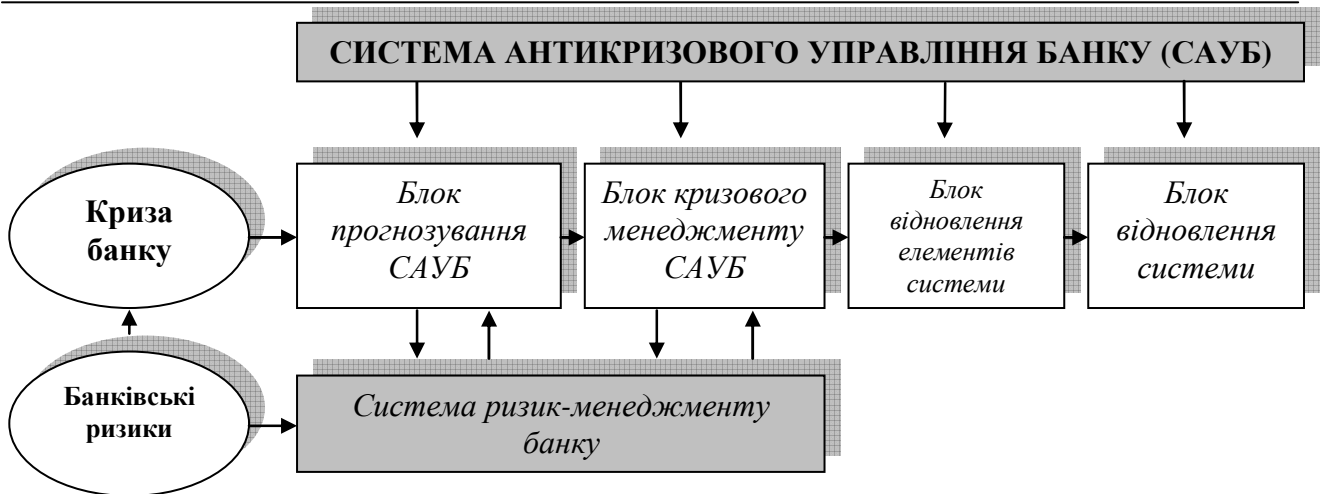 СИСТЕМА АНТИКРИЗОВОГО УПРАВЛІННЯ БАНКУ (САУБ)
Криза
банку
Блок
прогнозування
САУБ
Блок кризового
менеджменту
САУБ
Блок
відновлення
елементів
системи
Блок
відновлення
системи
Банківські
ризики
Система ризик-менеджменту
банку